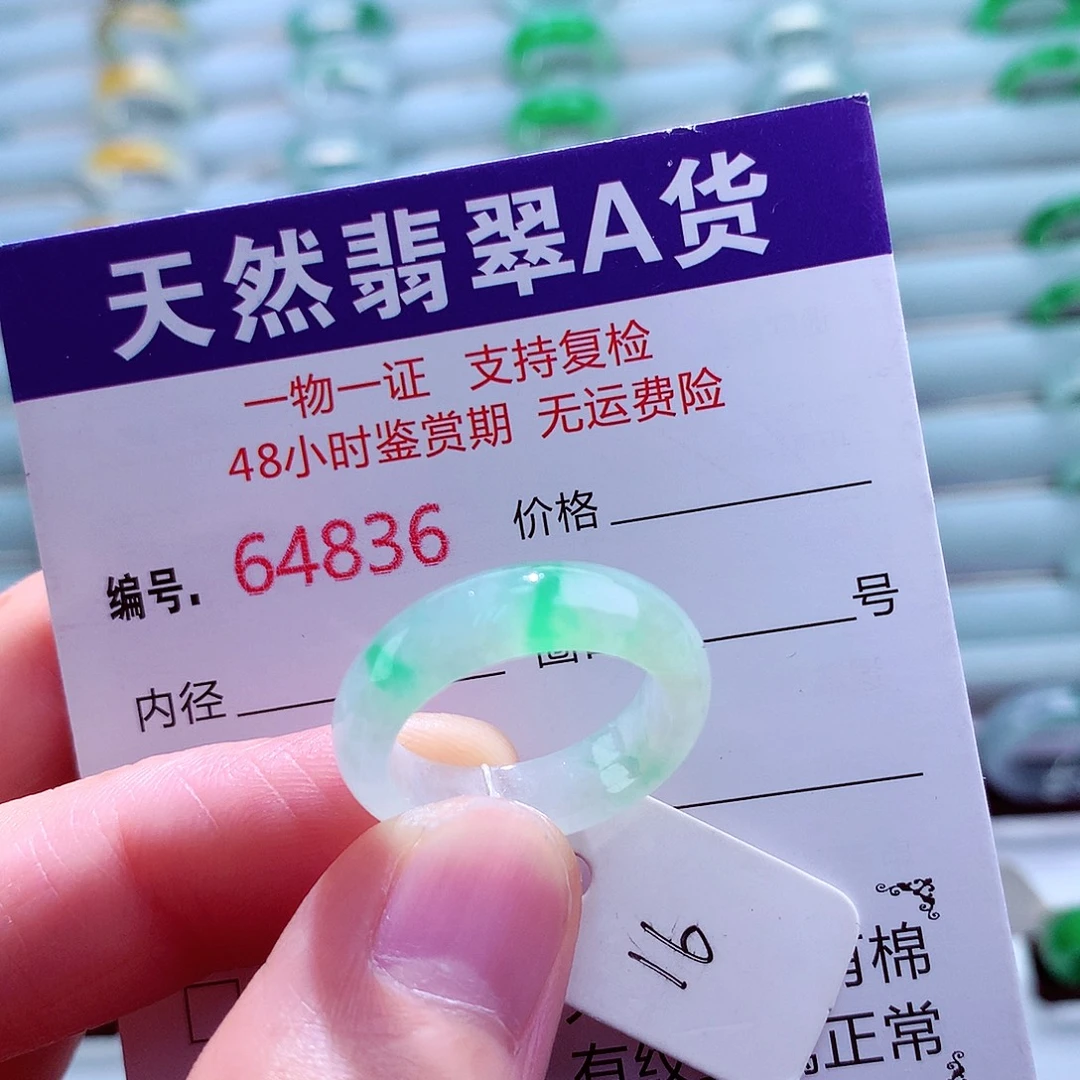 天然翡翠A货
一物一证 支持复检
48小时鉴赏期 无运费险
编号. 64836 价格
号
内径
16
有棉
有纹 正常